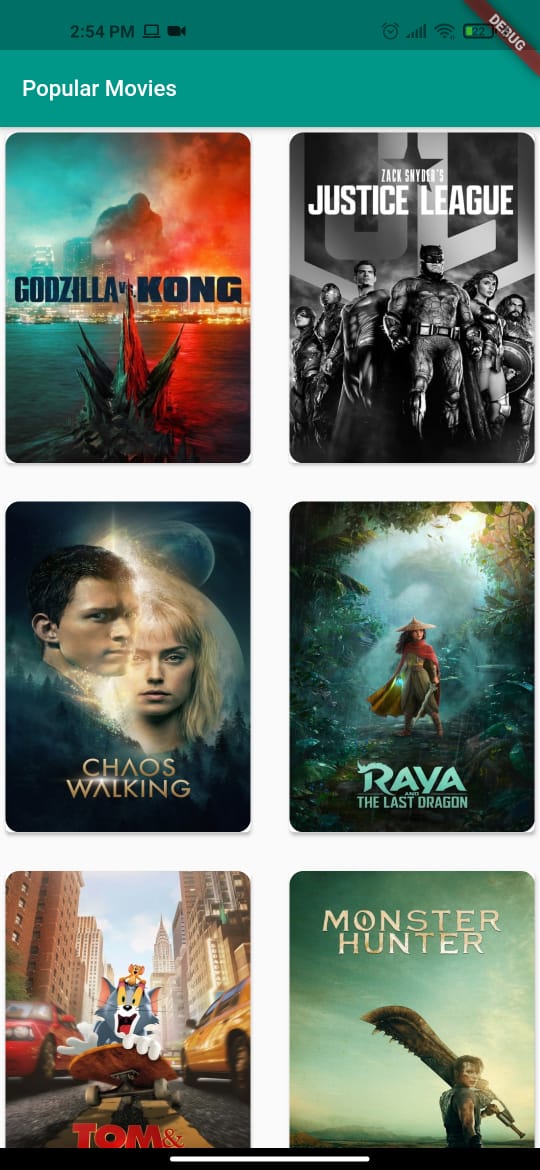 2:54 PM
22
DEBUG
Popular Movies
GODZILLA VS. KONG
ZACK SNYDER'S
JUSTICE LEAGUE
CHAOS
WALKING
RAYA
AND
THE LAST DRAGON
TOM&
MONSTER
HUNTER